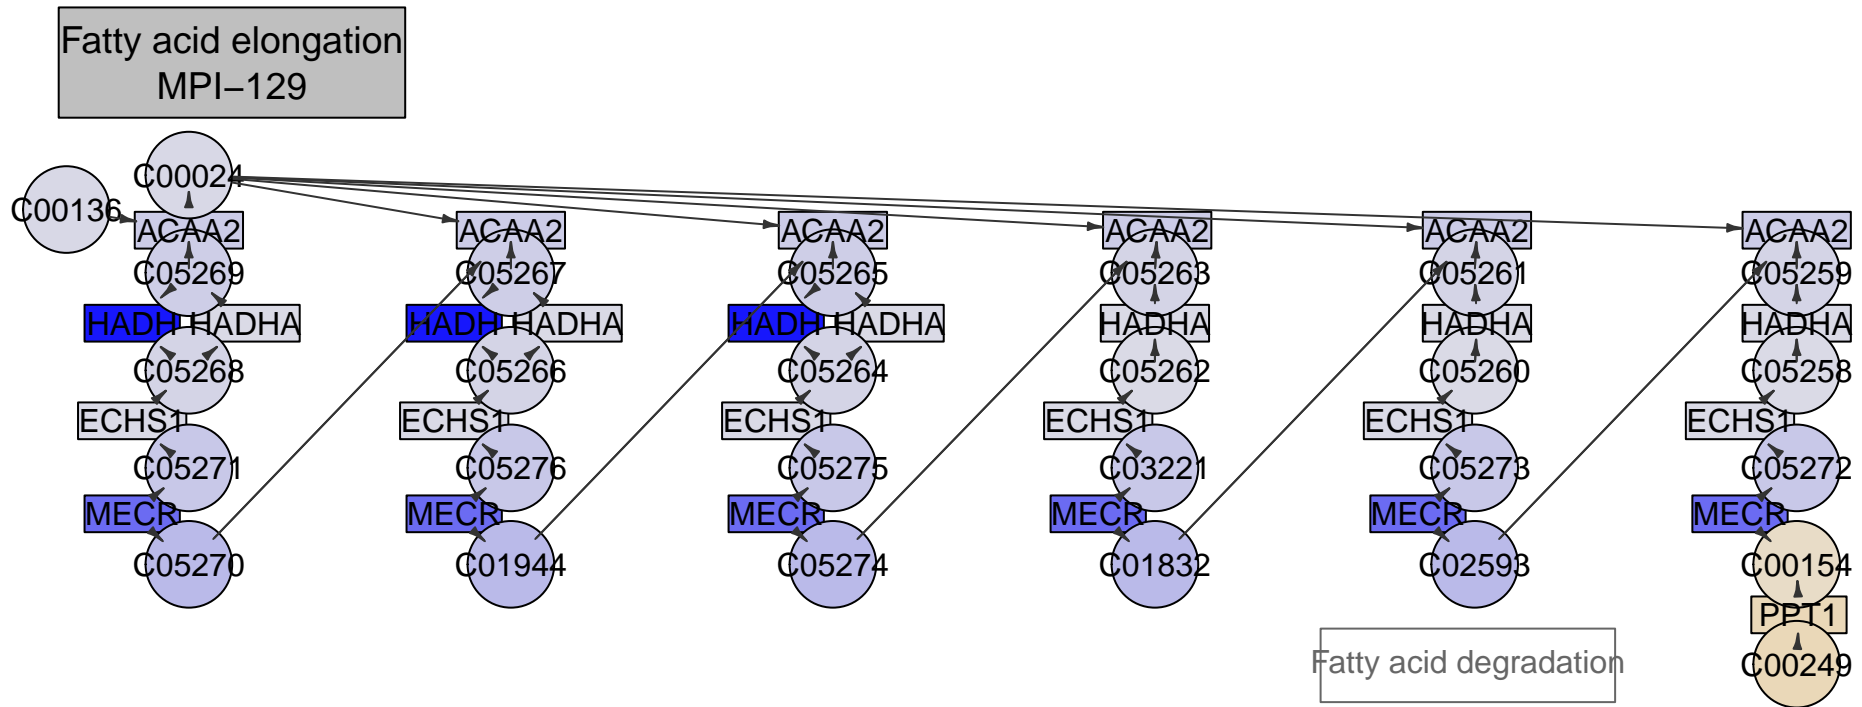 Fatty acid elongation
MPI–129
C00024
C00136
ACAA2 ACAA2 ACAA2 ACAA2 ACAA2 ACAA2
C05269 C05267 C05265 C05263 C05261 C05259
HADH HADHA HADH HADHA HADH HADHA HADHA HADHA HADHA
C05268 C05266 C05264 C05262 C05260 C05258
ECHS1 ECHS1 ECHS1 ECHS1 ECHS1 ECHS1
C05271 C05276 C05275 C03221 C05273 C05272
MECR MECR MECR MECR MECR MECR
C05270 C01944 C05274 C01832 C02593 C00154
PPT1
Fatty acid degradation C00249